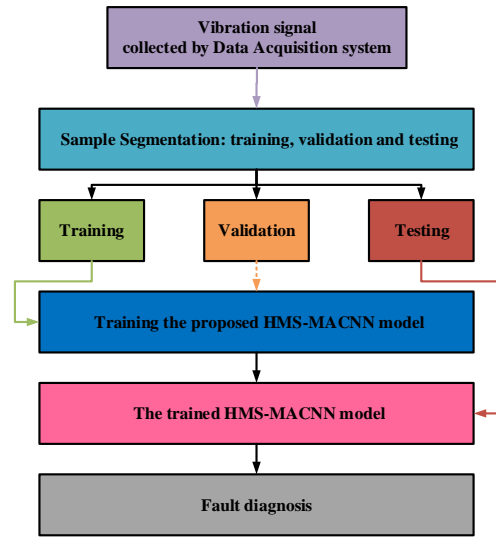 Vibration signal
collected by Data Acquisition system
Sample Segmentation: training, validation and testing
Training
Validation
Testing
Training the proposed HMS-MACNN model
The trained HMS-MACNN model
Fault diagnosis